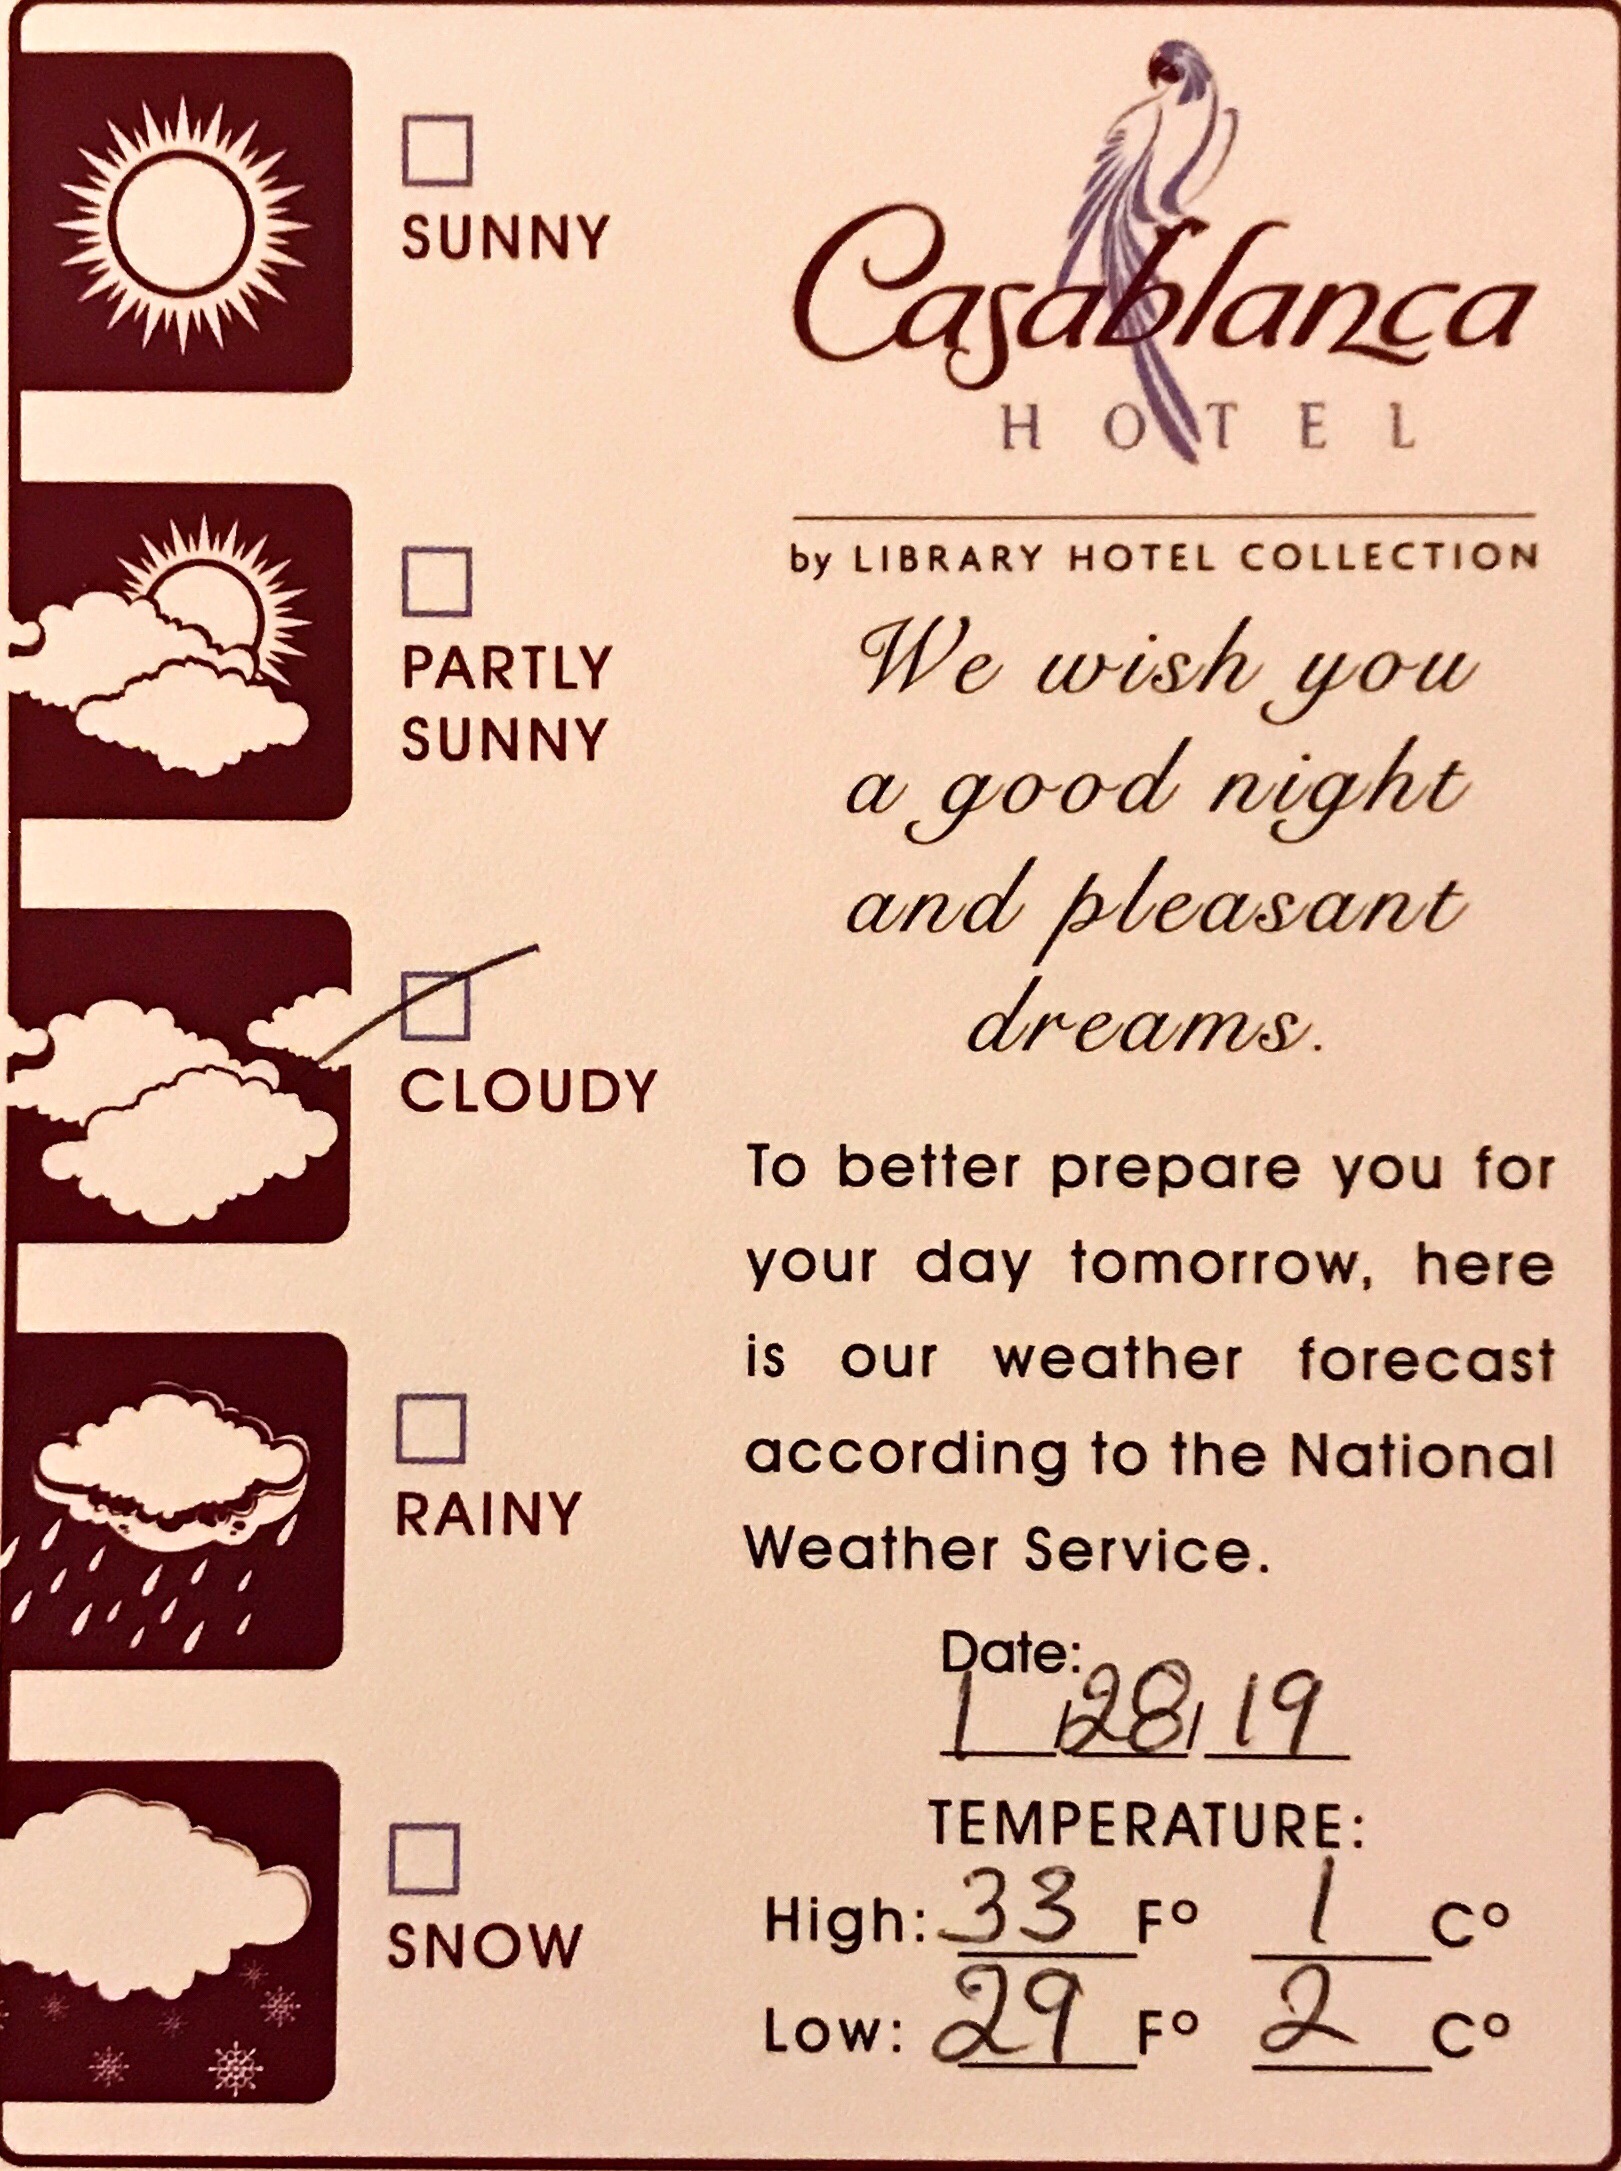 SUNNY
PARTLY
SUNNY
CLOUDY
RAINY
SNOW
Casablanca
HOTEL
by LIBRARY HOTEL COLLECTION
We wish you
a good night
and pleasant
dreams.
To better prepare you for
your day tomorrow, here
is our weather forecast
according to the National
Weather Service.
Date:
1 / 28 / 19
TEMPERATURE:
High: 33 F° 1 C°
Low: 29 F° 2 C°